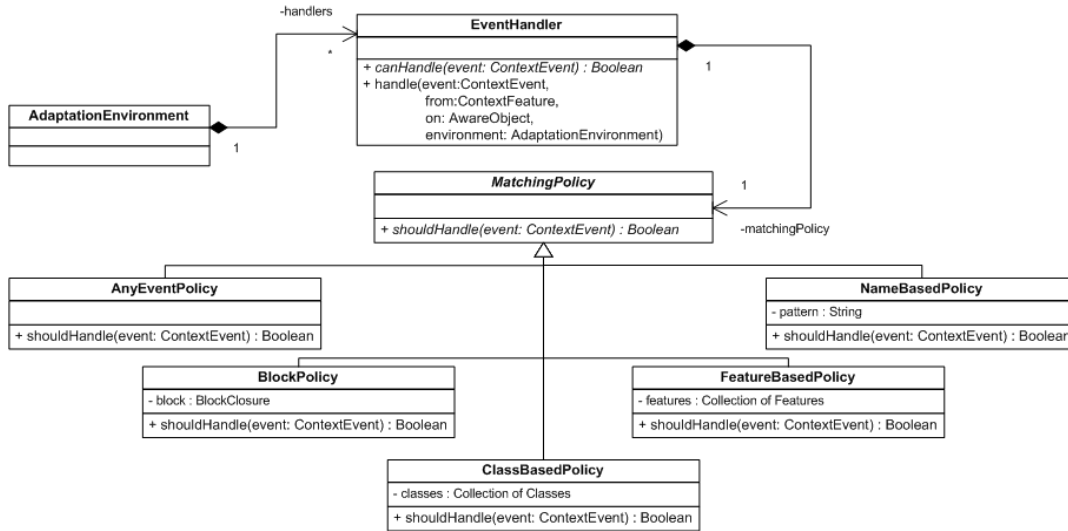 -handlers
*
EventHandler
+ canHandle(event: ContextEvent) : Boolean
+ handle(event:ContextEvent,
from:ContextFeature,
on: AwareObject,
environment: AdaptationEnvironment)
1
AdaptationEnvironment
1
MatchingPolicy
+ shouldHandle(event: ContextEvent) : Boolean
1
-matchingPolicy
AnyEventPolicy
+ shouldHandle(event: ContextEvent) : Boolean
NameBasedPolicy
- pattern : String
+ shouldHandle(event: ContextEvent) : Boolean
BlockPolicy
- block : BlockClosure
+ shouldHandle(event: ContextEvent) : Boolean
FeatureBasedPolicy
- features : Collection of Features
+ shouldHandle(event: ContextEvent) : Boolean
ClassBasedPolicy
- classes : Collection of Classes
+ shouldHandle(event: ContextEvent) : Boolean